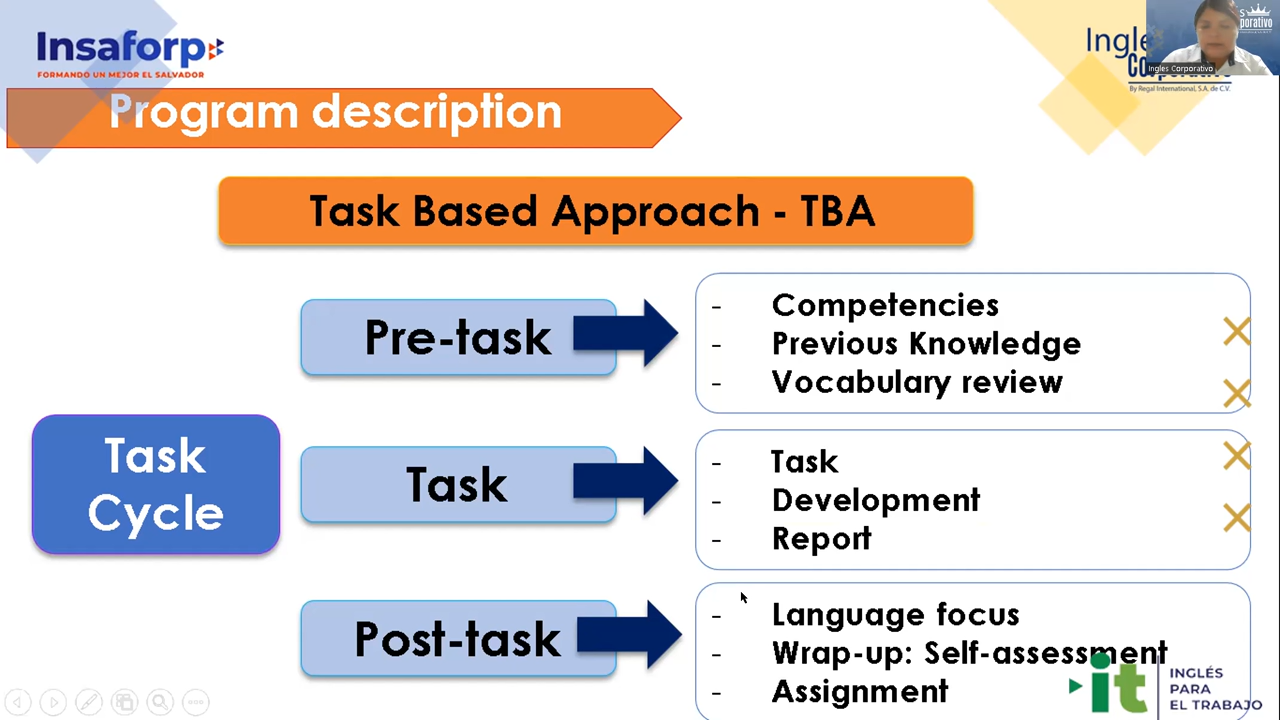 Insaforp
FORMANDO UN MEJOR EL SALVADOR
Program description
By Regal International, S.A. de C.V.
Ingles Corporativo
Task Based Approach - TBA
Pre-task
- Competencies
- Previous Knowledge
- Vocabulary review
Task
Cycle
Task
- Task
- Development
- Report
Post-task
- Language focus
- Wrap-up: Self-assessment
- Assignment
it
INGLÉS
PARA
EL TRABAJO